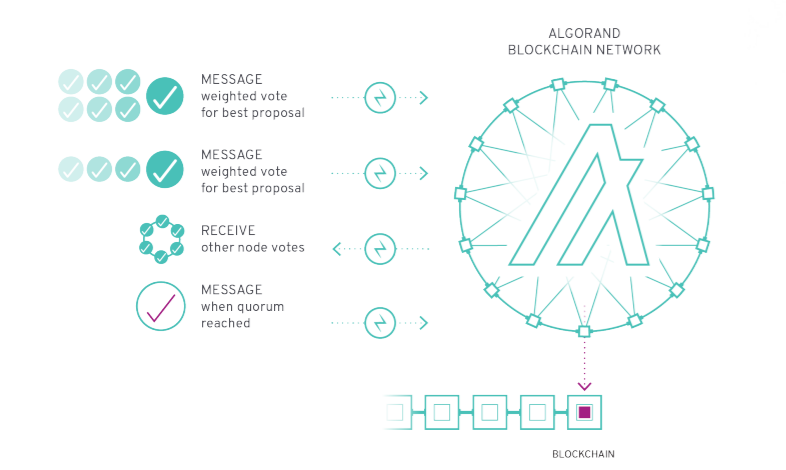 ALGORAND
BLOCKCHAIN NETWORK
MESSAGE
weighted vote
for best proposal
MESSAGE
weighted vote
for best proposal
RECEIVE
other node votes
MESSAGE
when quorum
reached
BLOCKCHAIN